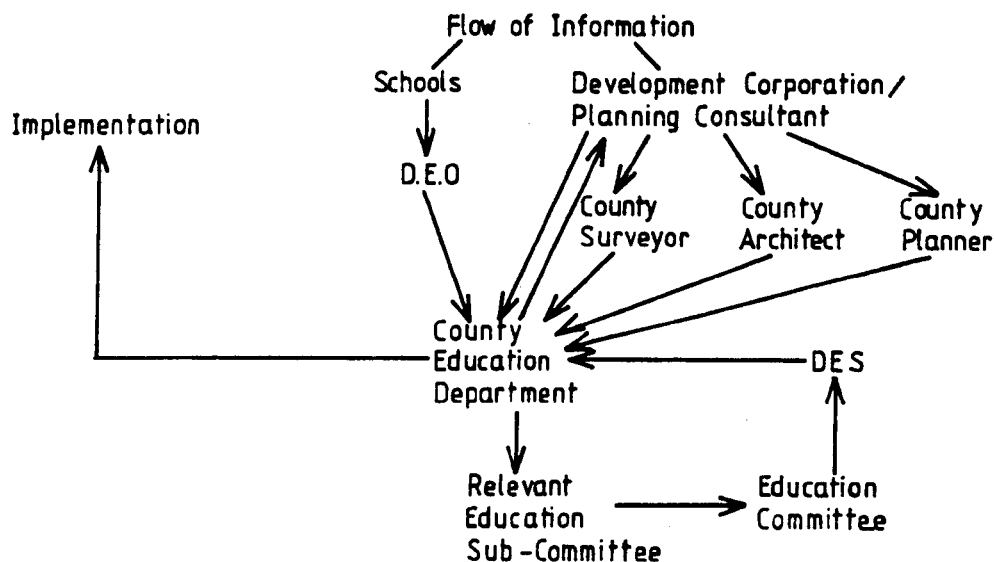 Flow of Information
Schools
Development Corporation/
Planning Consultant
Implementation
D.E.O
County
Surveyor
County
Architect
County
Planner
County
Education
Department
DES
Relevant
Education
Sub-Committee
Education
Committee